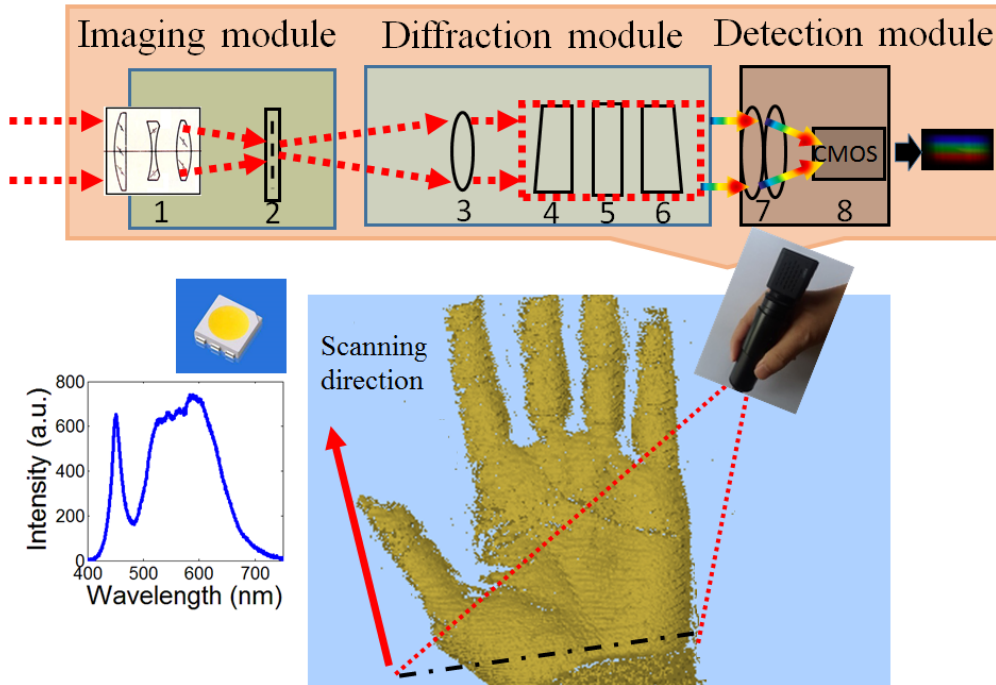 Imaging module
Diffraction module
Detection module
CMOS
1
2
3
4
5
6
7
8
Scanning
direction
800
600
400
200
0
400
500
600
700
Intensity (a.u.)
Wavelength (nm)